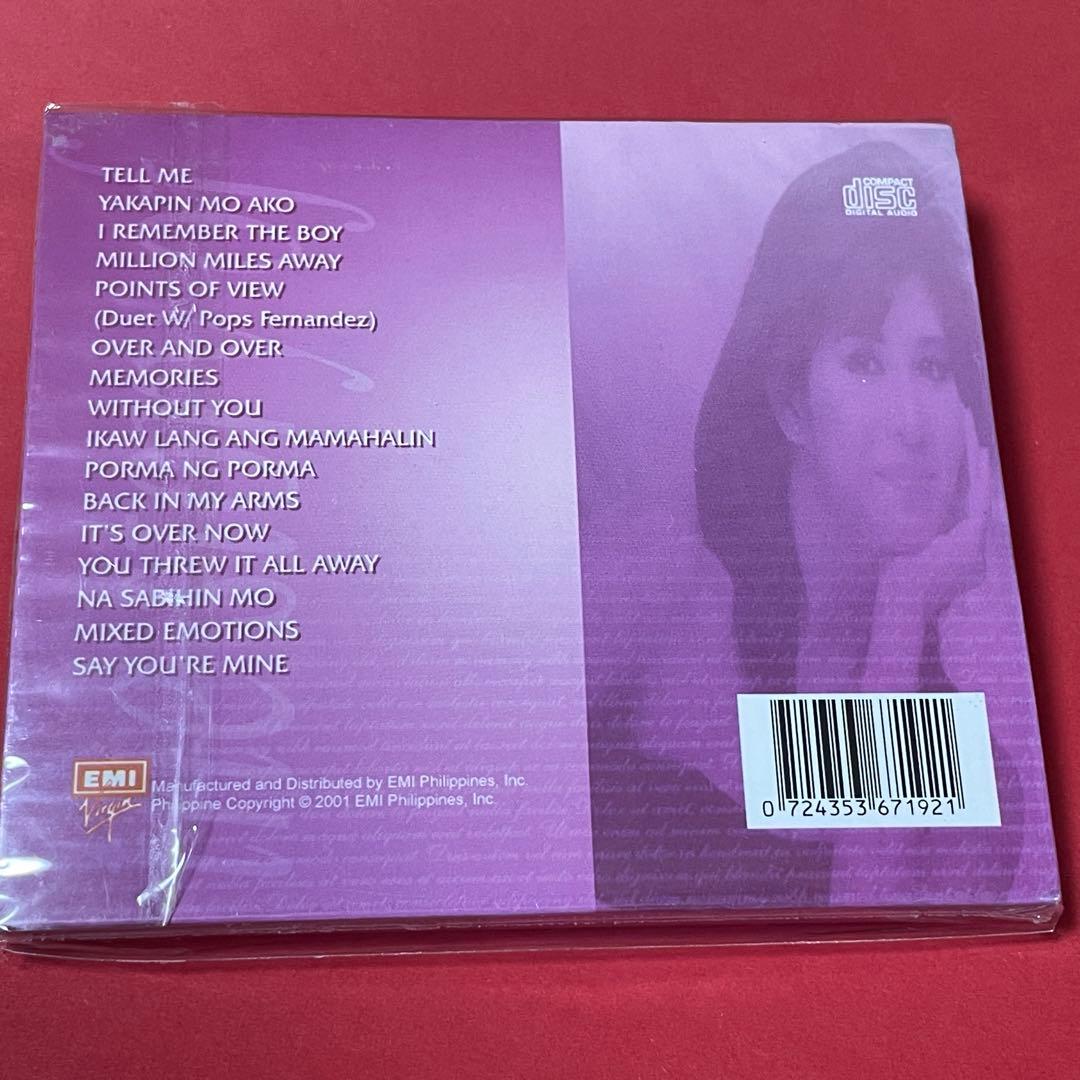 TELL ME
YAKAPIN MO AKO
I REMEMBER THE BOY
MILLION MILES AWAY
POINTS OF VIEW
(Duet W/ Pops Fernandez)
OVER AND OVER
MEMORIES
WITHOUT YOU
IKAW LANG ANG MAMAHALIN
PORMA NG PORMA
BACK IN MY ARMS
IT'S OVER NOW
YOU THREW IT ALL AWAY
NA SABIHIN MO
MIXED EMOTIONS
SAY YOU'RE MINE
COMPACT
disc
DIGITAL AUDIO
EMI
Virgin
Manufactured and Distributed by EMI Philippines, Inc.
Philippine Copyright © 2001 EMI Philippines, Inc.
0 724353 671921